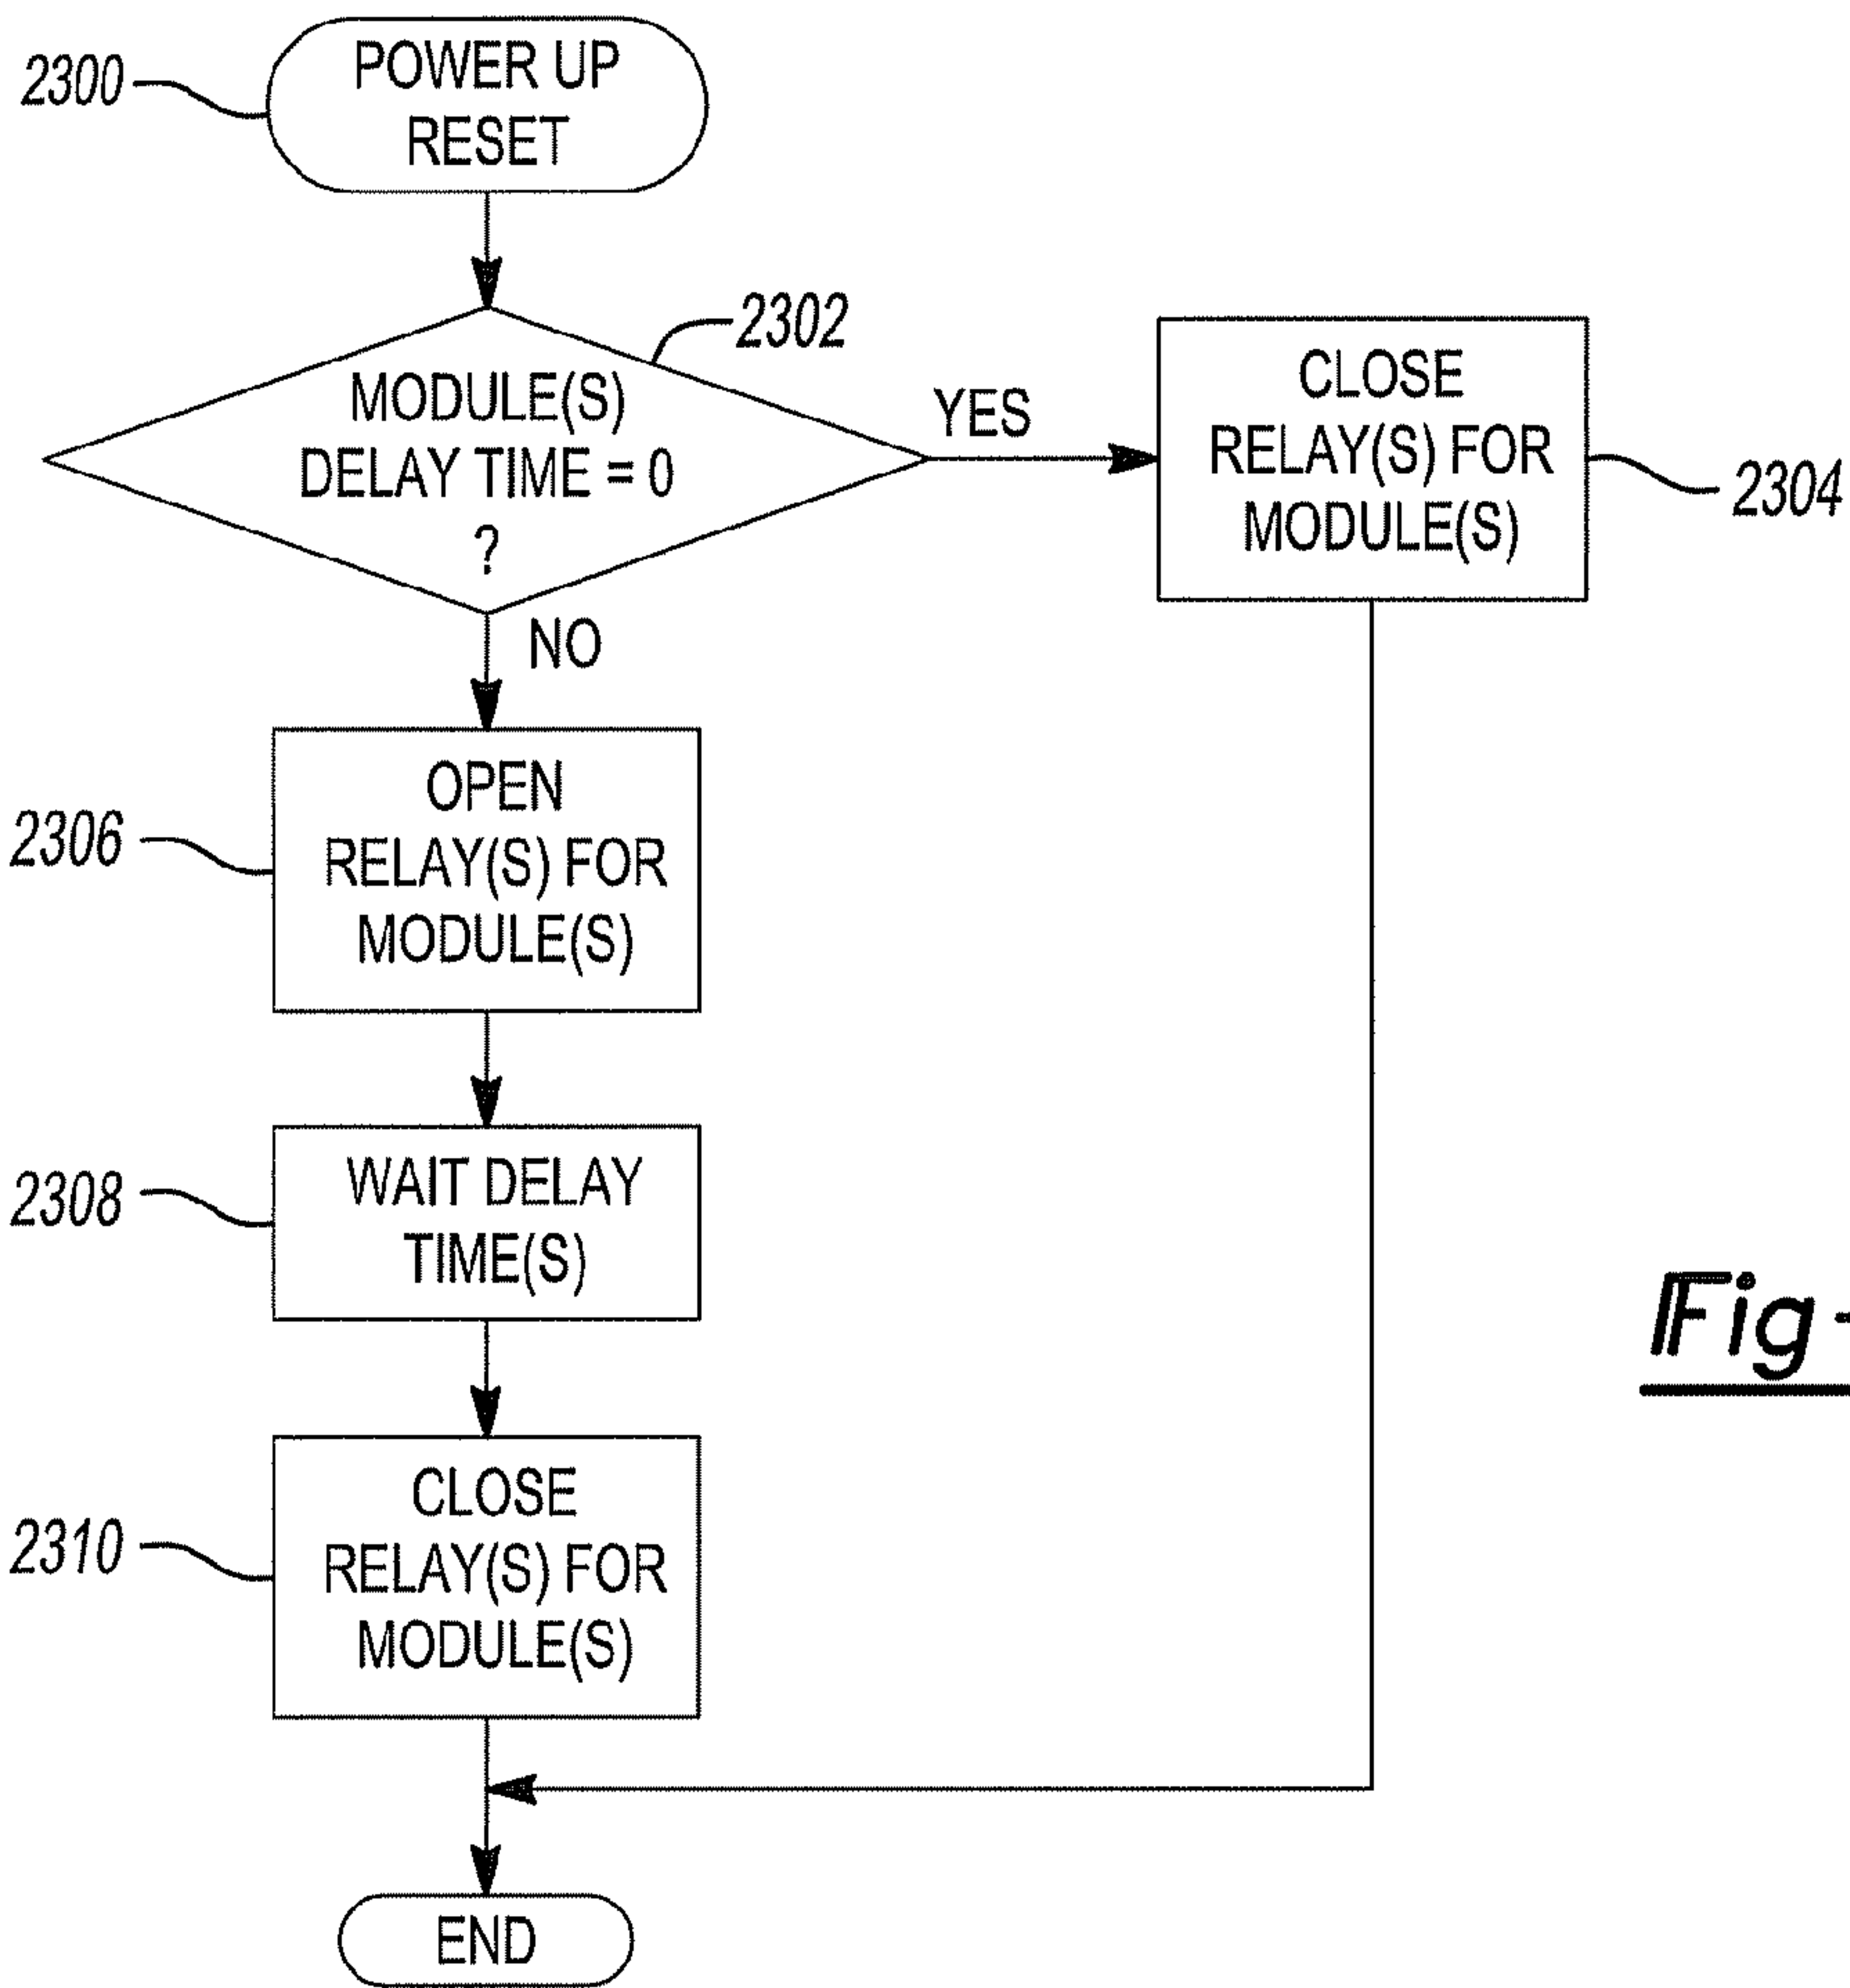 2300
POWER UP
RESET
2302
MODULE(S)
DELAY TIME = 0
?
YES
CLOSE
RELAY(S) FOR
MODULE(S)
2304
NO
2306
OPEN
RELAY(S) FOR
MODULE(S)
2308
WAIT DELAY
TIME(S)
Fig-
2310
CLOSE
RELAY(S) FOR
MODULE(S)
END